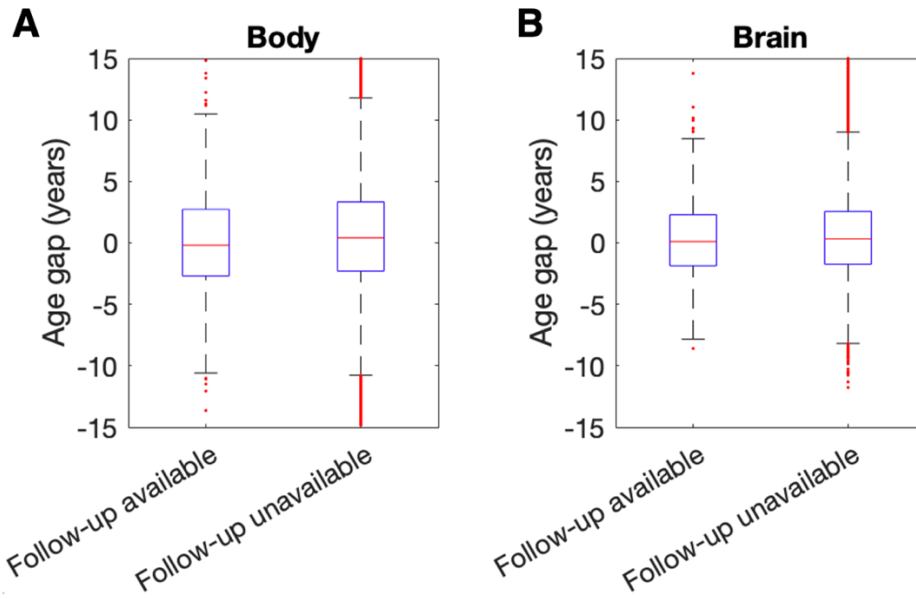 A
Body
Age gap (years)
15
10
5
0
-5
-10
-15
Follow-up available
Follow-up unavailable
B
Brain
Age gap (years)
15
10
5
0
-5
-10
-15
Follow-up available
Follow-up unavailable